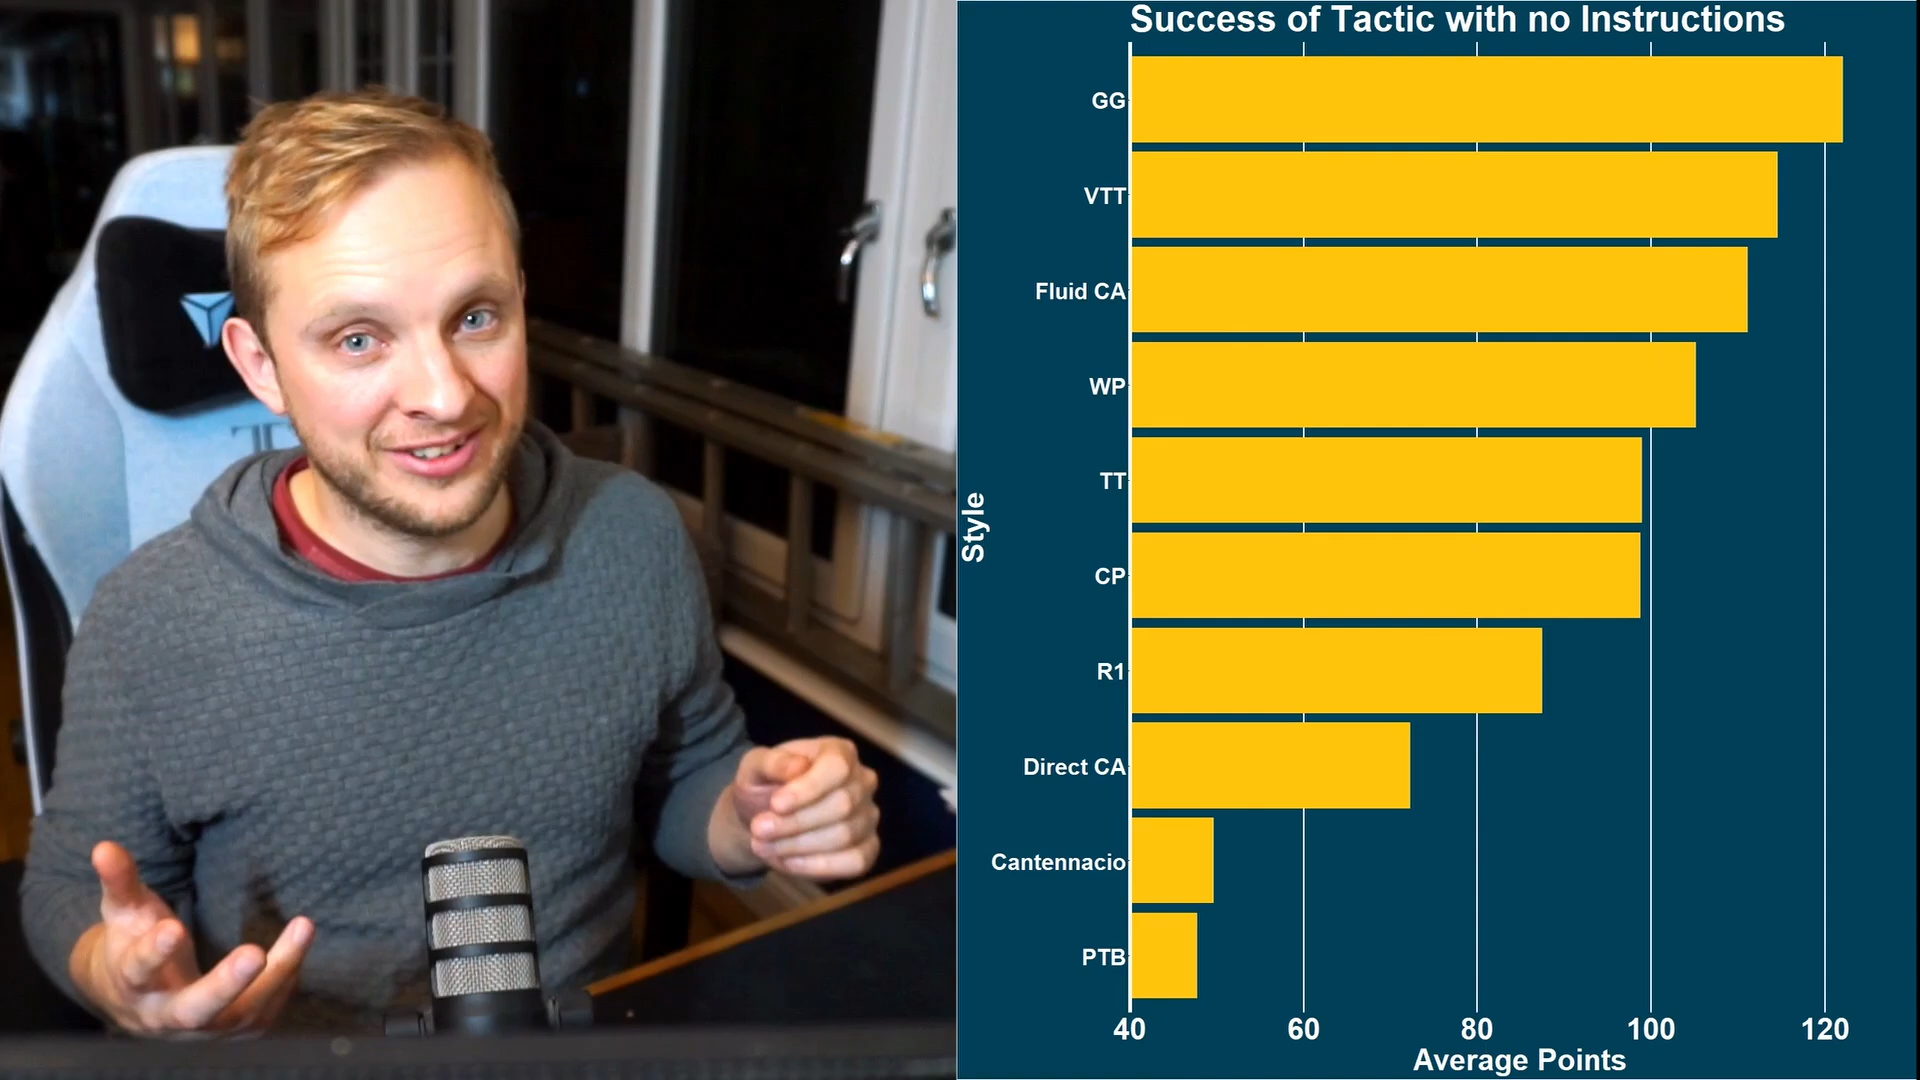 Success of Tactic with no Instructions
GG
VTT
Fluid CA
WP
TT
CP
R1
Direct CA
Cantennacio
PTB
Style
40 60 80 100 120
Average Points